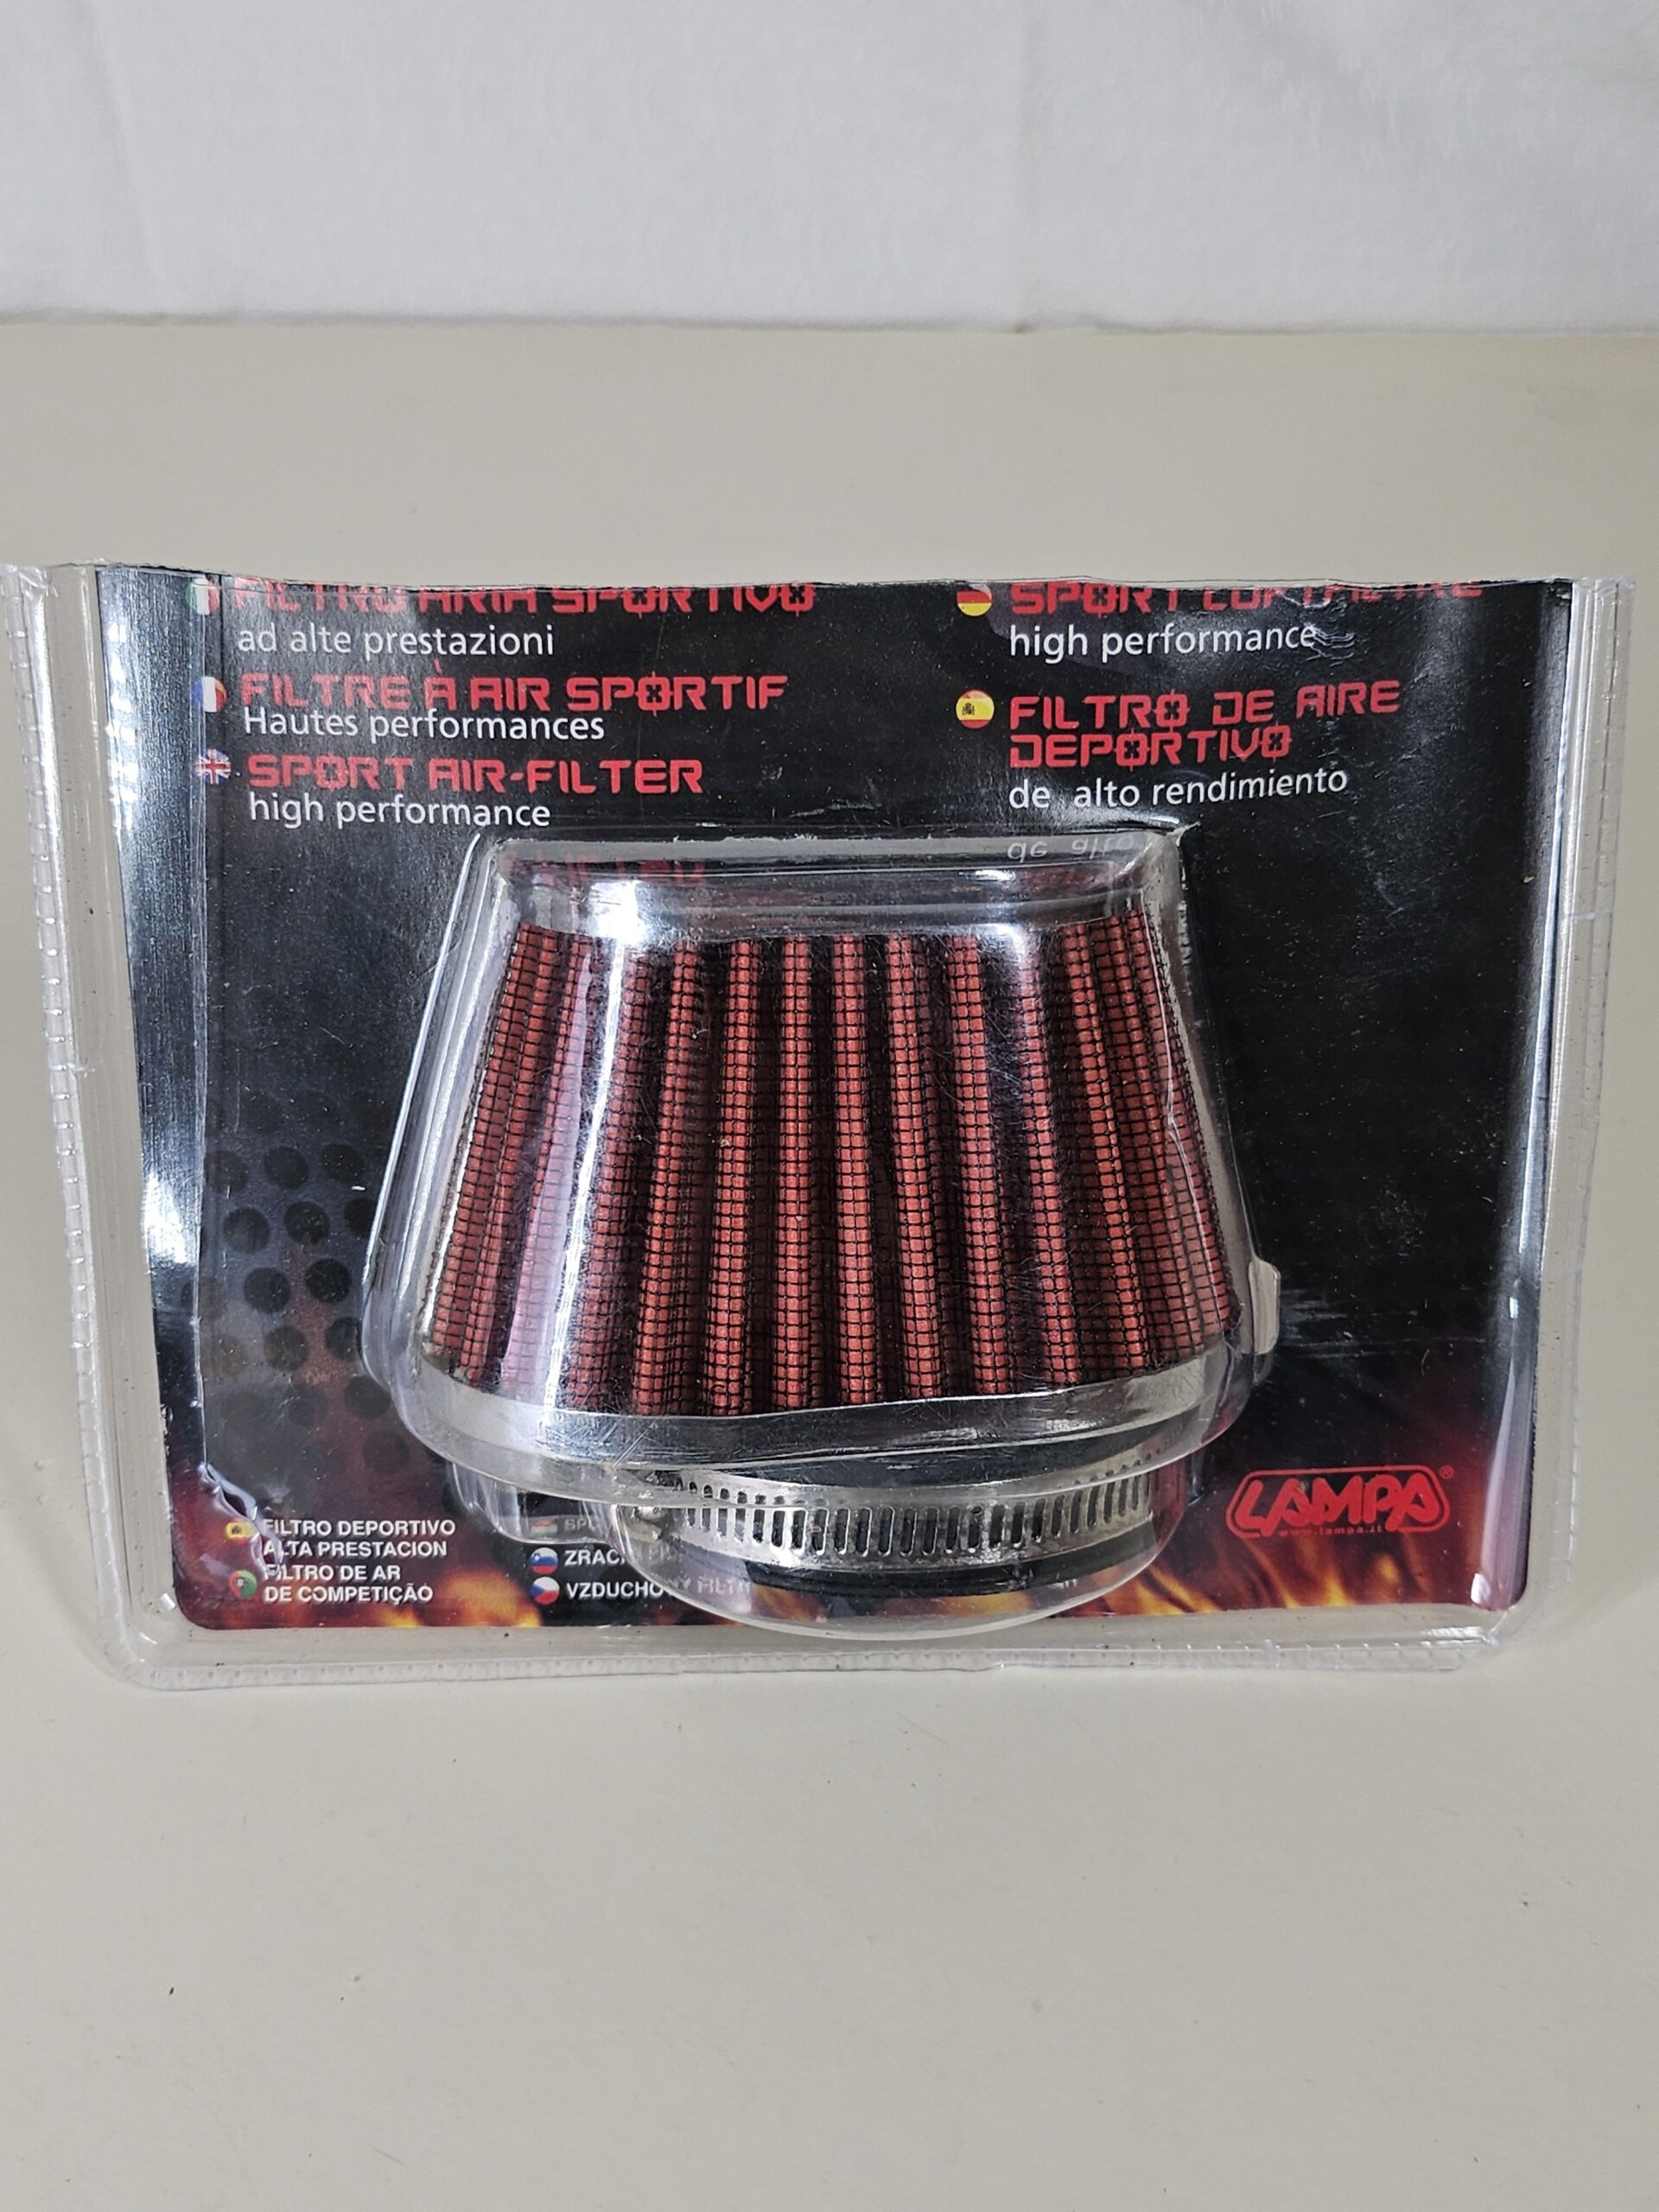 FILTRO ARIA SPORTIVO
ad alte prestazioni
FILTRE À AIR SPORTIF
Hautes performances
SPORT AIR-FILTER
high performance
SPORT LUFTFILTRE
high performance
FILTRO DE AIRE
DEPORTIVO
de alto rendimiento
LAMPA®
www.lampa.it
FILTRO DEPORTIVO
ALTA PRESTACION
FILTRO DE AR
DE COMPETIÇÃO